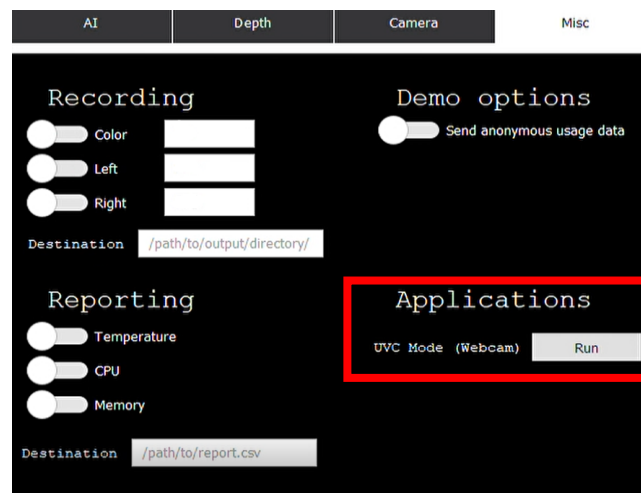 AI Depth Camera Misc
Recording
Color
Left
Right
Destination /path/to/output/directory/
Demo options
Send anonymous usage data
Reporting
Temperature
CPU
Memory
Destination /path/to/report.csv
Applications
UVC Mode (Webcam) Run